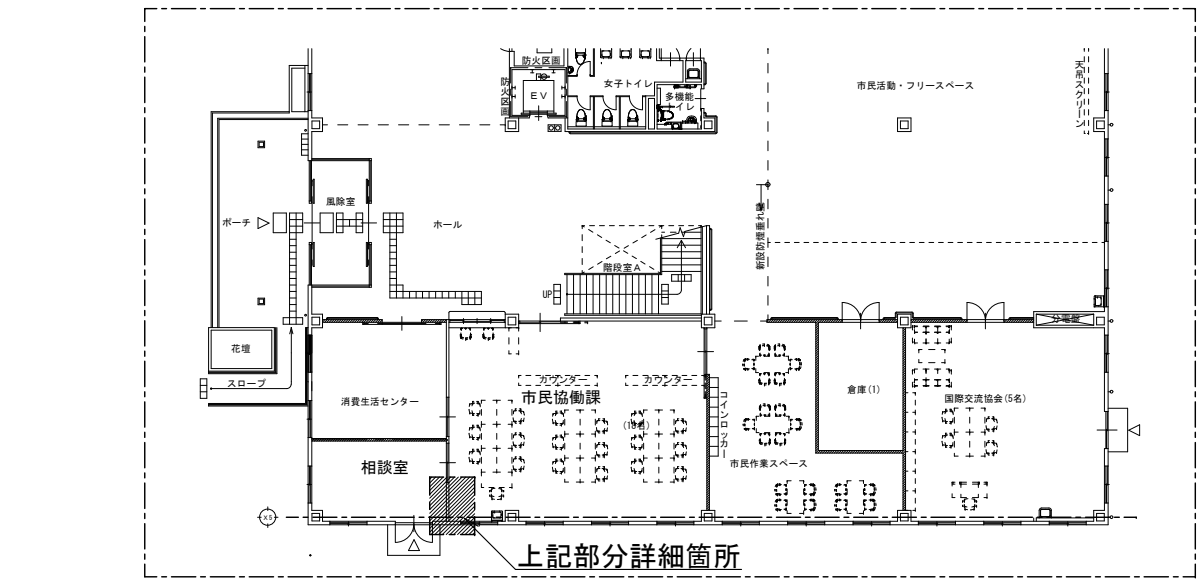 防火区画
防火区画
EV
女子トイレ
多機能
トイレ
市民活動・フリースペース
天吊スクリーン
風除室
ポーチ
ホール
新設防煙垂れ壁
階段室A
UP
花壇
スロープ
分電盤
カウンター
カウンター
消費生活センター
市民協働課
(18名)
コインロッカー
倉庫(1)
国際交流協会(5名)
相談室
市民作業スペース
X5
上記部分詳細箇所